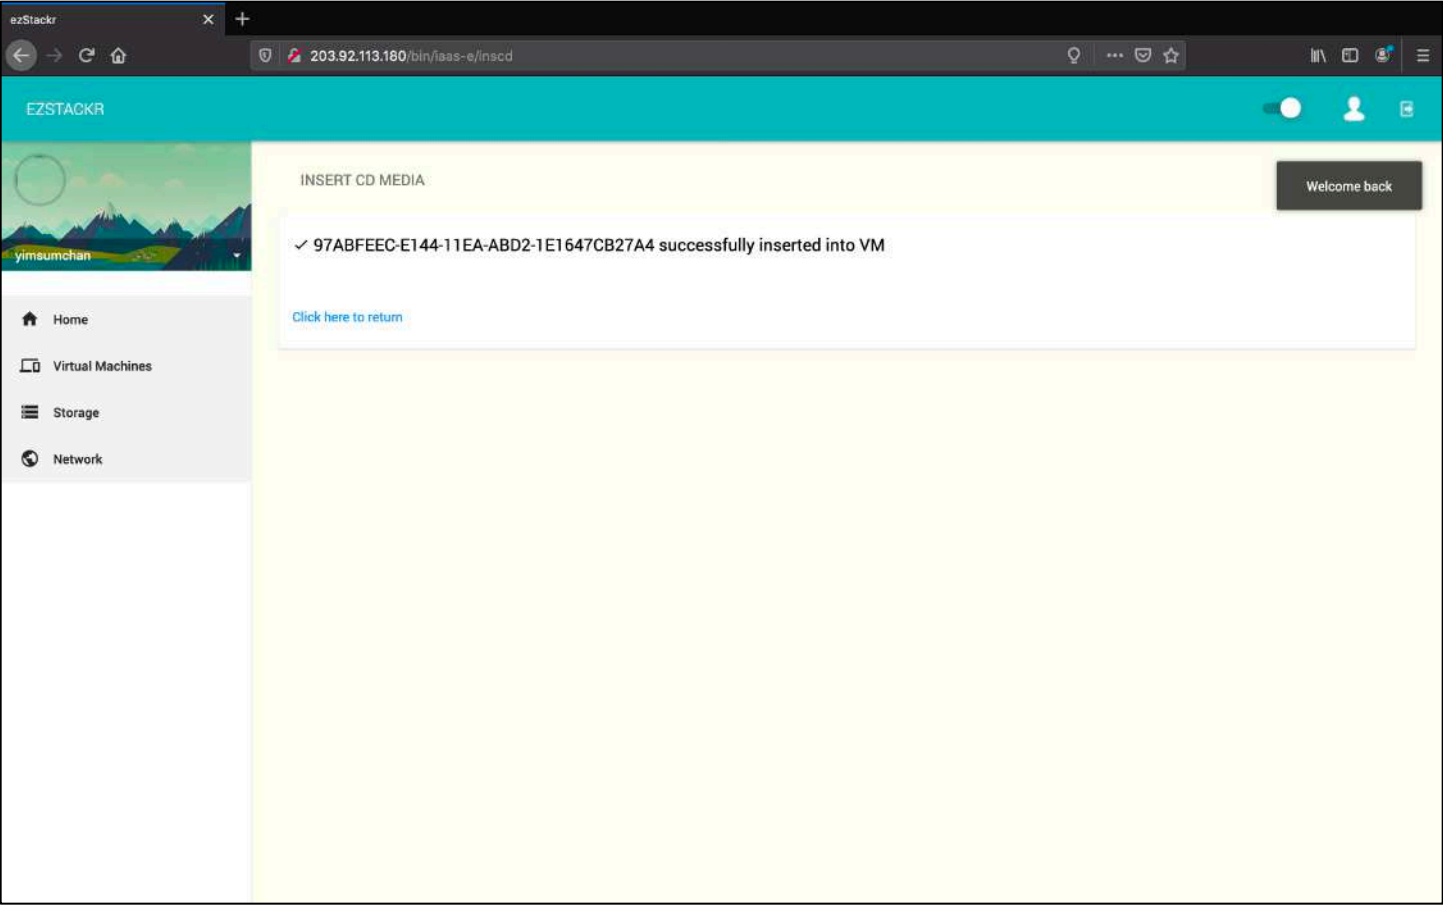 ezStackr
203.92.113.180/bin/iaas-e/inscd
EZSTACKR
INSERT CD MEDIA
Welcome back
97ABFEEC-E144-11EA-ABD2-1E1647CB27A4 successfully inserted into VM
yimsumchan
Click here to return
Home
Virtual Machines
Storage
Network